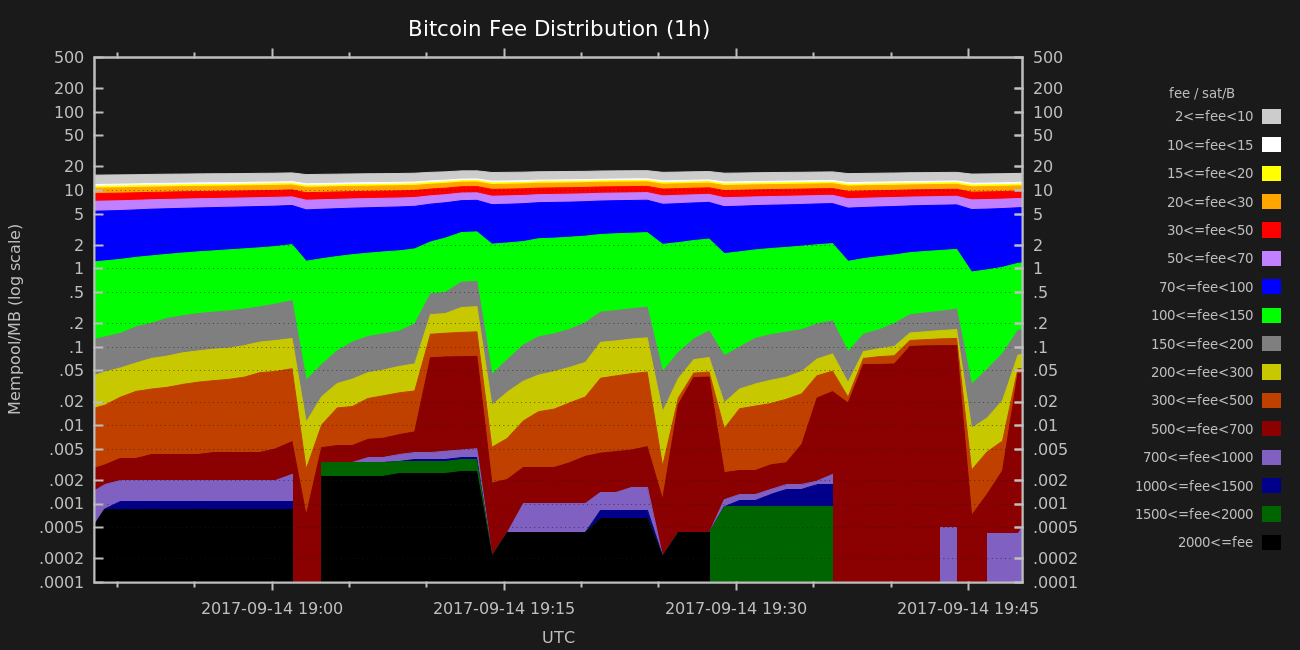 Bitcoin Fee Distribution (1h)
500
200
100
50
20
10
5
2
1
.5
.2
.1
.05
.02
.01
.005
.002
.001
.0005
.0002
.0001
Mempool/MB (log scale)
500
200
100
50
20
10
5
2
1
.5
.2
.1
.05
.02
.01
.005
.002
.001
.0005
.0002
.0001
2017-09-14 19:00
2017-09-14 19:15
2017-09-14 19:30
2017-09-14 19:45
UTC
fee / sat/B
2<=fee<10
10<=fee<15
15<=fee<20
20<=fee<30
30<=fee<50
50<=fee<70
70<=fee<100
100<=fee<150
150<=fee<200
200<=fee<300
300<=fee<500
500<=fee<700
700<=fee<1000
1000<=fee<1500
1500<=fee<2000
2000<=fee